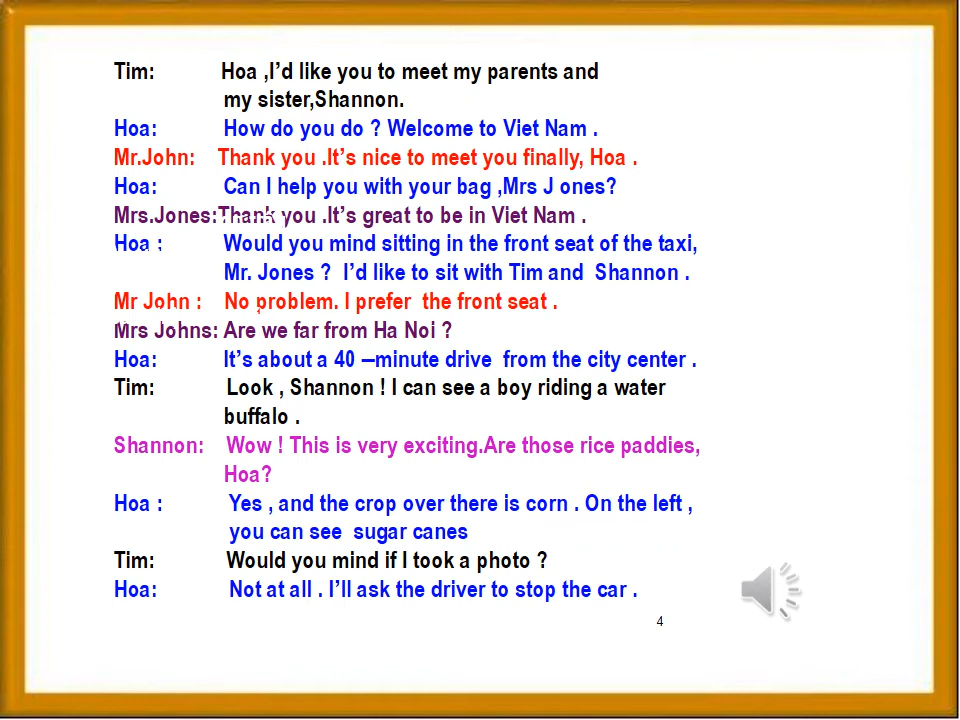 Tim: Hoa ,I’d like you to meet my parents and
my sister,Shannon.
Hoa: How do you do ? Welcome to Viet Nam .
Mr.John: Thank you .It’s nice to meet you finally, Hoa .
Hoa: Can I help you with your bag ,Mrs J ones?
Mrs.Jones:Thank you .It’s great to be in Viet Nam .
Hoa : Would you mind sitting in the front seat of the taxi,
Mr. Jones ? I’d like to sit with Tim and Shannon .
Mr John : No problem. I prefer the front seat .
Mrs Johns: Are we far from Ha Noi ?
Hoa: It’s about a 40 –minute drive from the city center .
Tim: Look , Shannon ! I can see a boy riding a water
buffalo .
Shannon: Wow ! This is very exciting.Are those rice paddies,
Hoa?
Hoa : Yes , and the crop over there is corn . On the left ,
you can see sugar canes
Tim: Would you mind if I took a photo ?
Hoa: Not at all . I’ll ask the driver to stop the car .
4